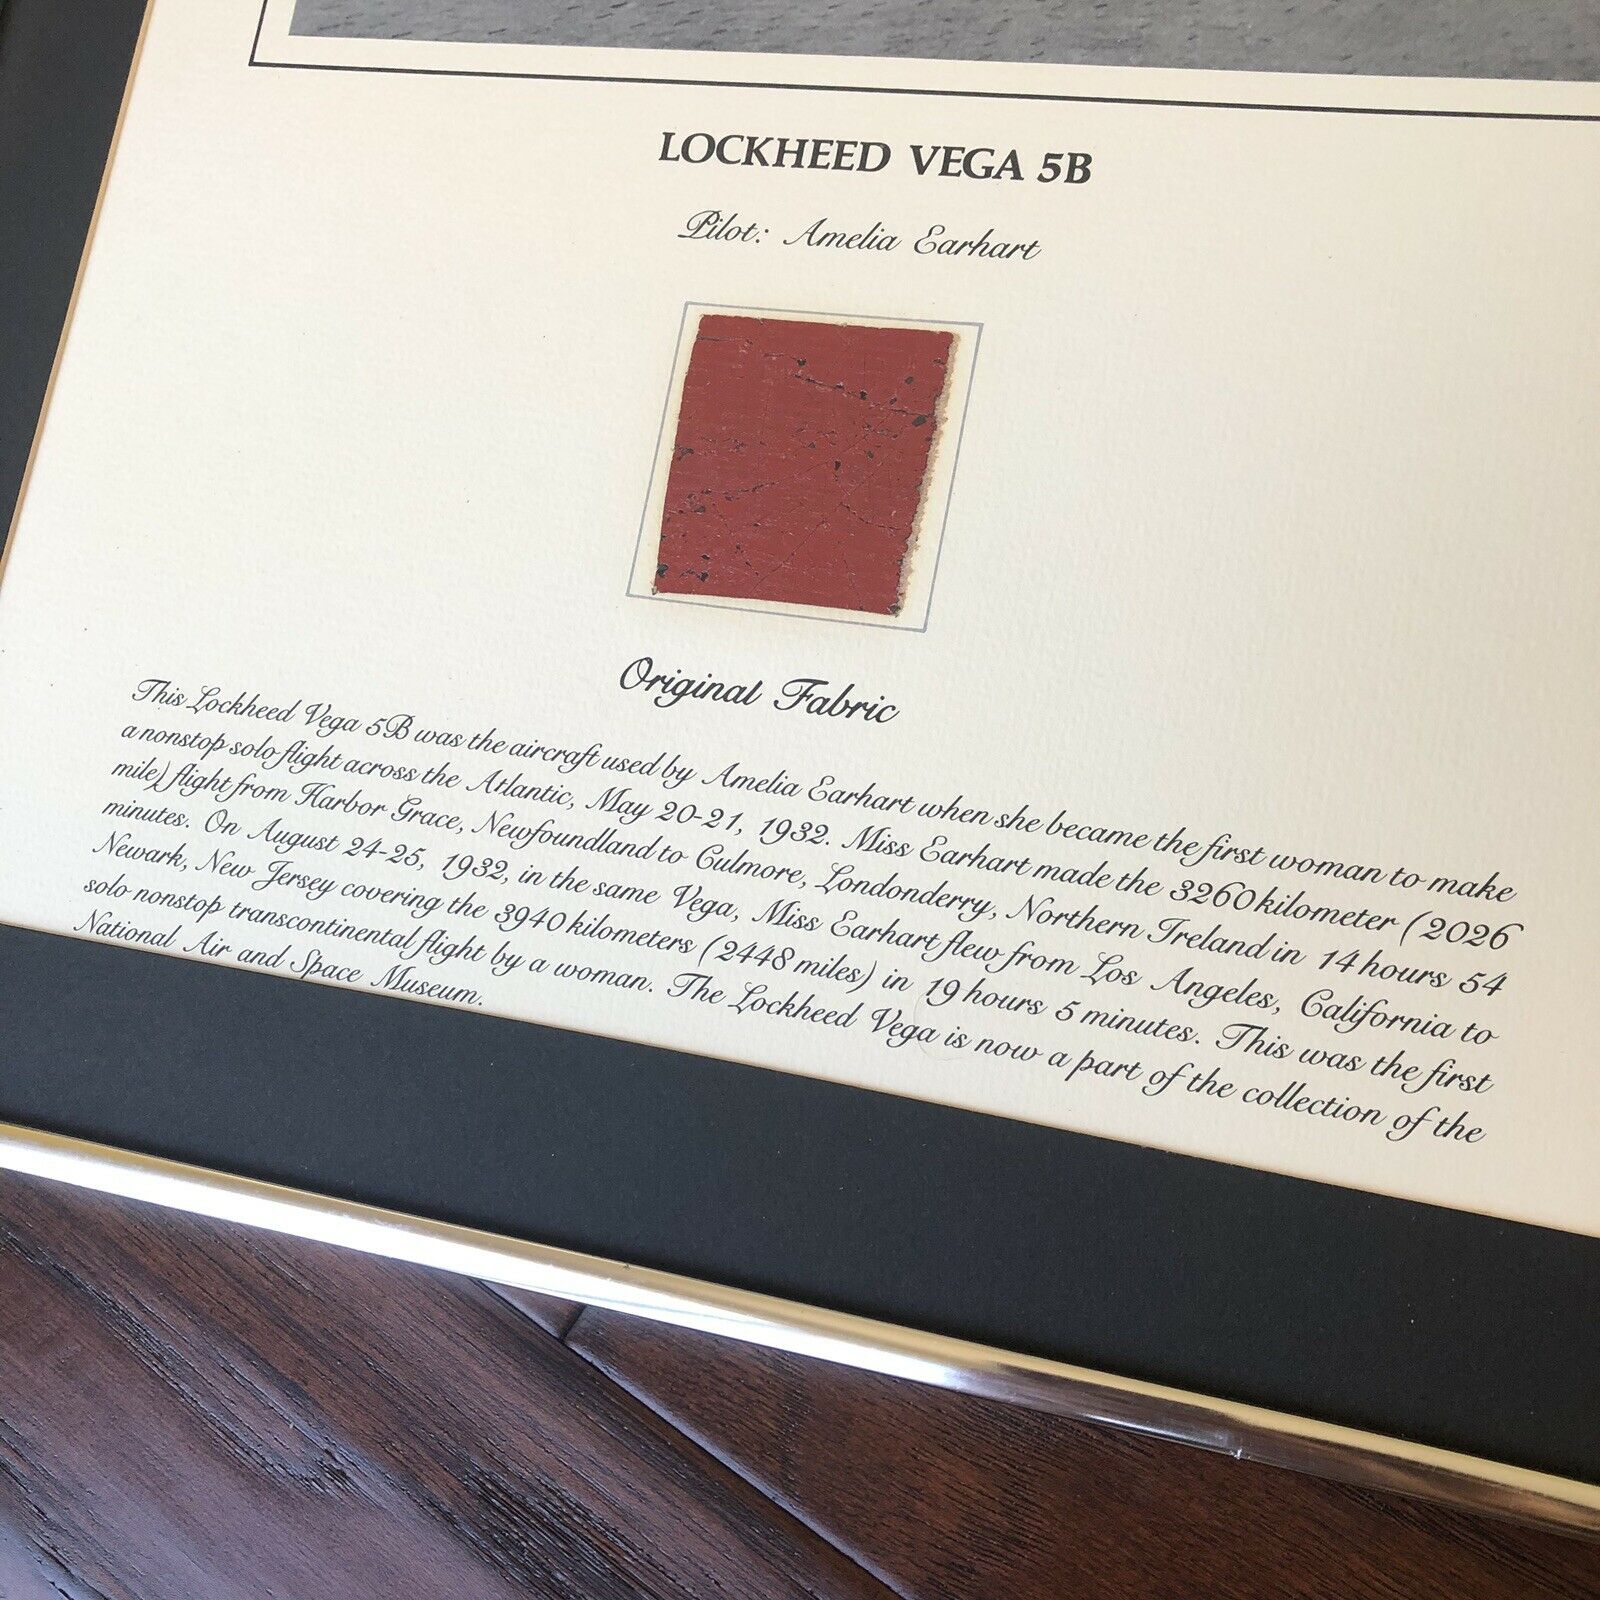 LOCKHEED VEGA 5B
Pilot: Amelia Earhart
Original Fabric
This Lockheed Vega 5B was the aircraft used by Amelia Earhart when she became the first woman to make
a nonstop solo flight across the Atlantic, May 20-21, 1932. Miss Earhart made the 3260 kilometer (2026
mile) flight from Harbor Grace, Newfoundland to Culmore, Londonderry, Northern Ireland in 14 hours 54
minutes. On August 24-25, 1932, in the same Vega, Miss Earhart flew from Los Angeles, California to
Newark, New Jersey covering the 3940 kilometers (2448 miles) in 19 hours 5 minutes. This was the first
solo nonstop transcontinental flight by a woman. The Lockheed Vega is now a part of the collection of the
National Air and Space Museum.